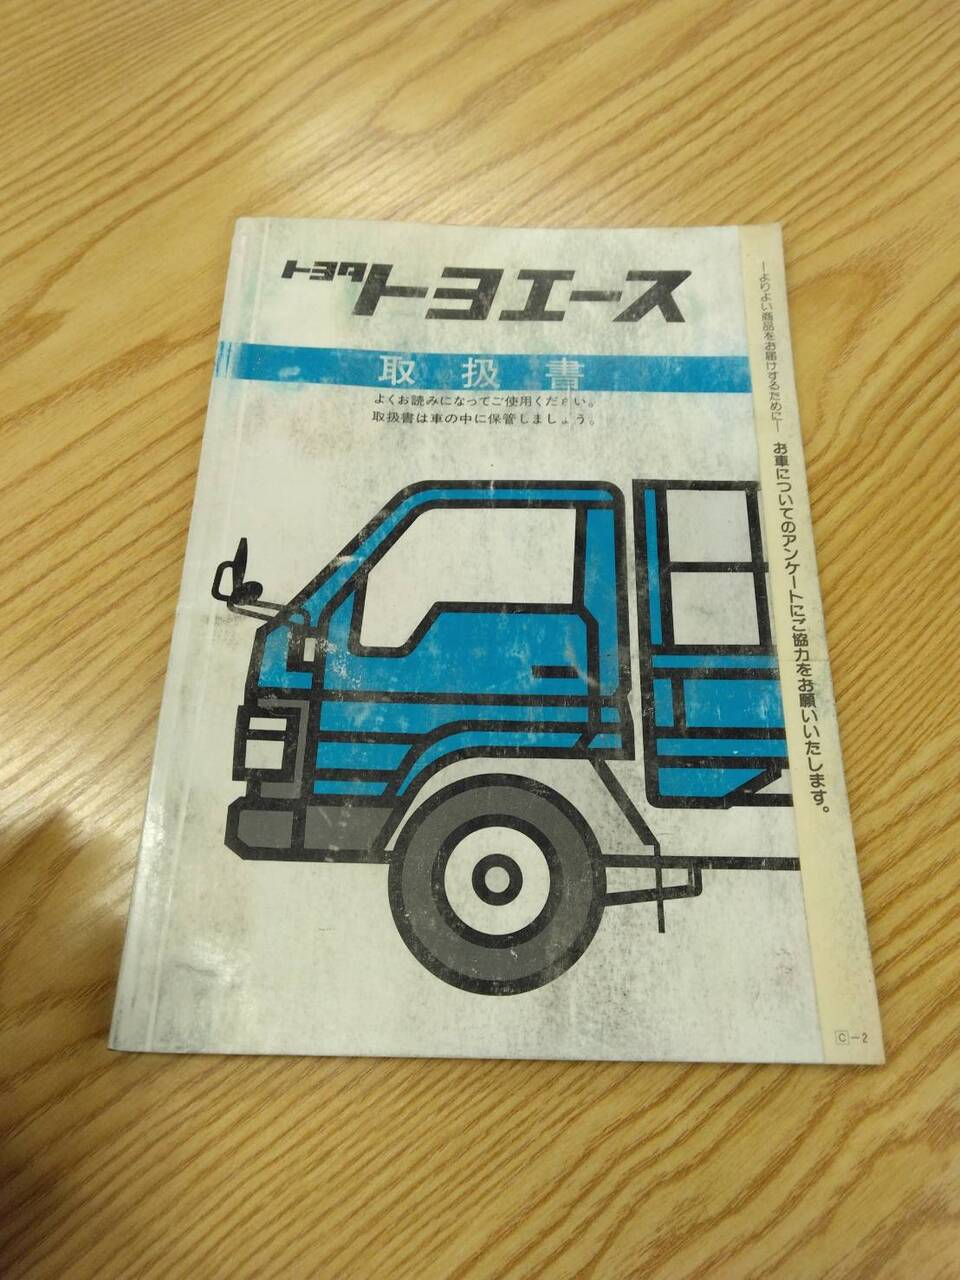 トヨタ トヨエース
取扱書
よくお読みになってご使用ください。
取扱書は車の中に保管しましょう。
―よりよい商品をお届けするために― お車についてのアンケートにご協力をお願いいたします。
C-2